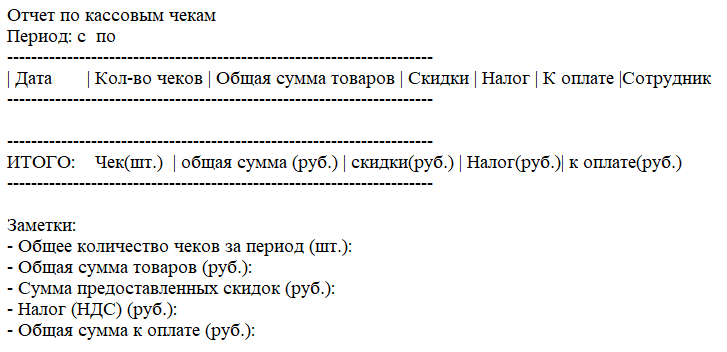 Отчет по кассовым чекам
Период: с  по
-----------------------------------------------------------------------
| Дата       | Кол-во чеков | Общая сумма товаров | Скидки | Налог | К оплате |Сотрудник
-----------------------------------------------------------------------
-----------------------------------------------------------------------
ИТОГО:    Чек(шт.)  | общая сумма (руб.) | скидки(руб.) | Налог(руб.)| к оплате(руб.)
-----------------------------------------------------------------------
Заметки:
- Общее количество чеков за период (шт.):
- Общая сумма товаров (руб.):
- Сумма предоставленных скидок (руб.):
- Налог (НДС) (руб.):
- Общая сумма к оплате (руб.):